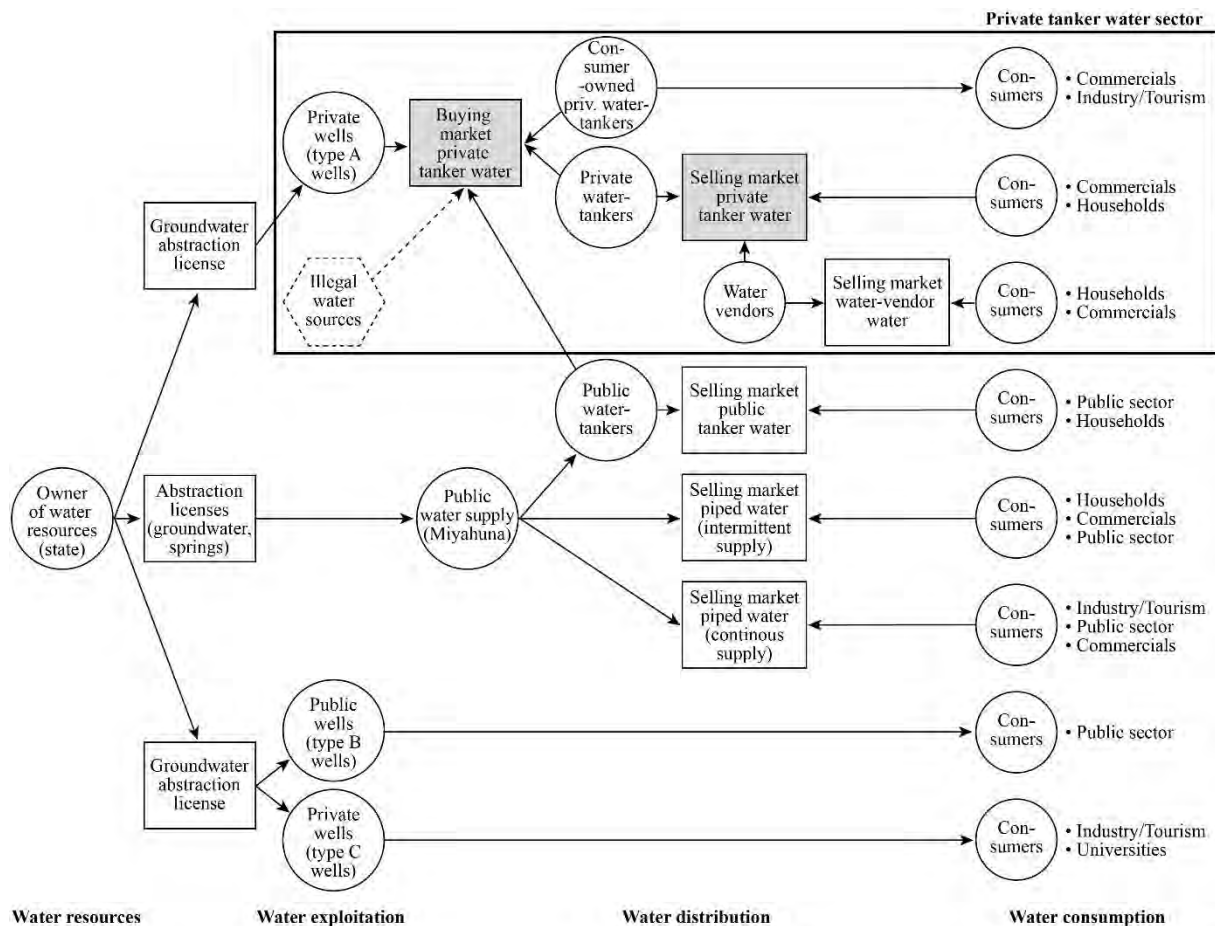 Private tanker water sector
Con-
sumer
-owned
priv. water-
tankers
Con-
sumers
• Commercials
• Industry/Tourism
Private
wells
(type A
wells)
Buying
market
private
tanker water
Private
water-
tankers
Selling market
private
tanker water
Con-
sumers
• Commercials
• Households
Groundwater
abstraction
license
Illegal
water
sources
Water
vendors
Selling market
water-vendor
water
Con-
sumers
• Households
• Commercials
Public
water-
tankers
Selling market
public
tanker water
Con-
sumers
• Public sector
• Households
Owner
of water
resources
(state)
Abstraction
licenses
(groundwater,
springs)
Public
water supply
(Miyahuna)
Selling market
piped water
(intermittent
supply)
Con-
sumers
• Households
• Commercials
• Public sector
Selling market
piped water
(continous
supply)
Con-
sumers
• Industry/Tourism
• Public sector
• Commercials
Groundwater
abstraction
license
Public
wells
(type B
wells)
Con-
sumers
• Public sector
Private
wells
(type C
wells)
Con-
sumers
• Industry/Tourism
• Universities
Water resources
Water exploitation
Water distribution
Water consumption